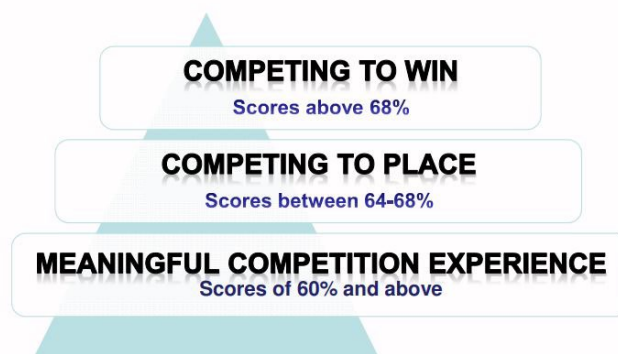 COMPETING TO WIN
Scores above 68%
COMPETING TO PLACE
Scores between 64-68%
MEANINGFUL COMPETITION EXPERIENCE
Scores of 60% and above